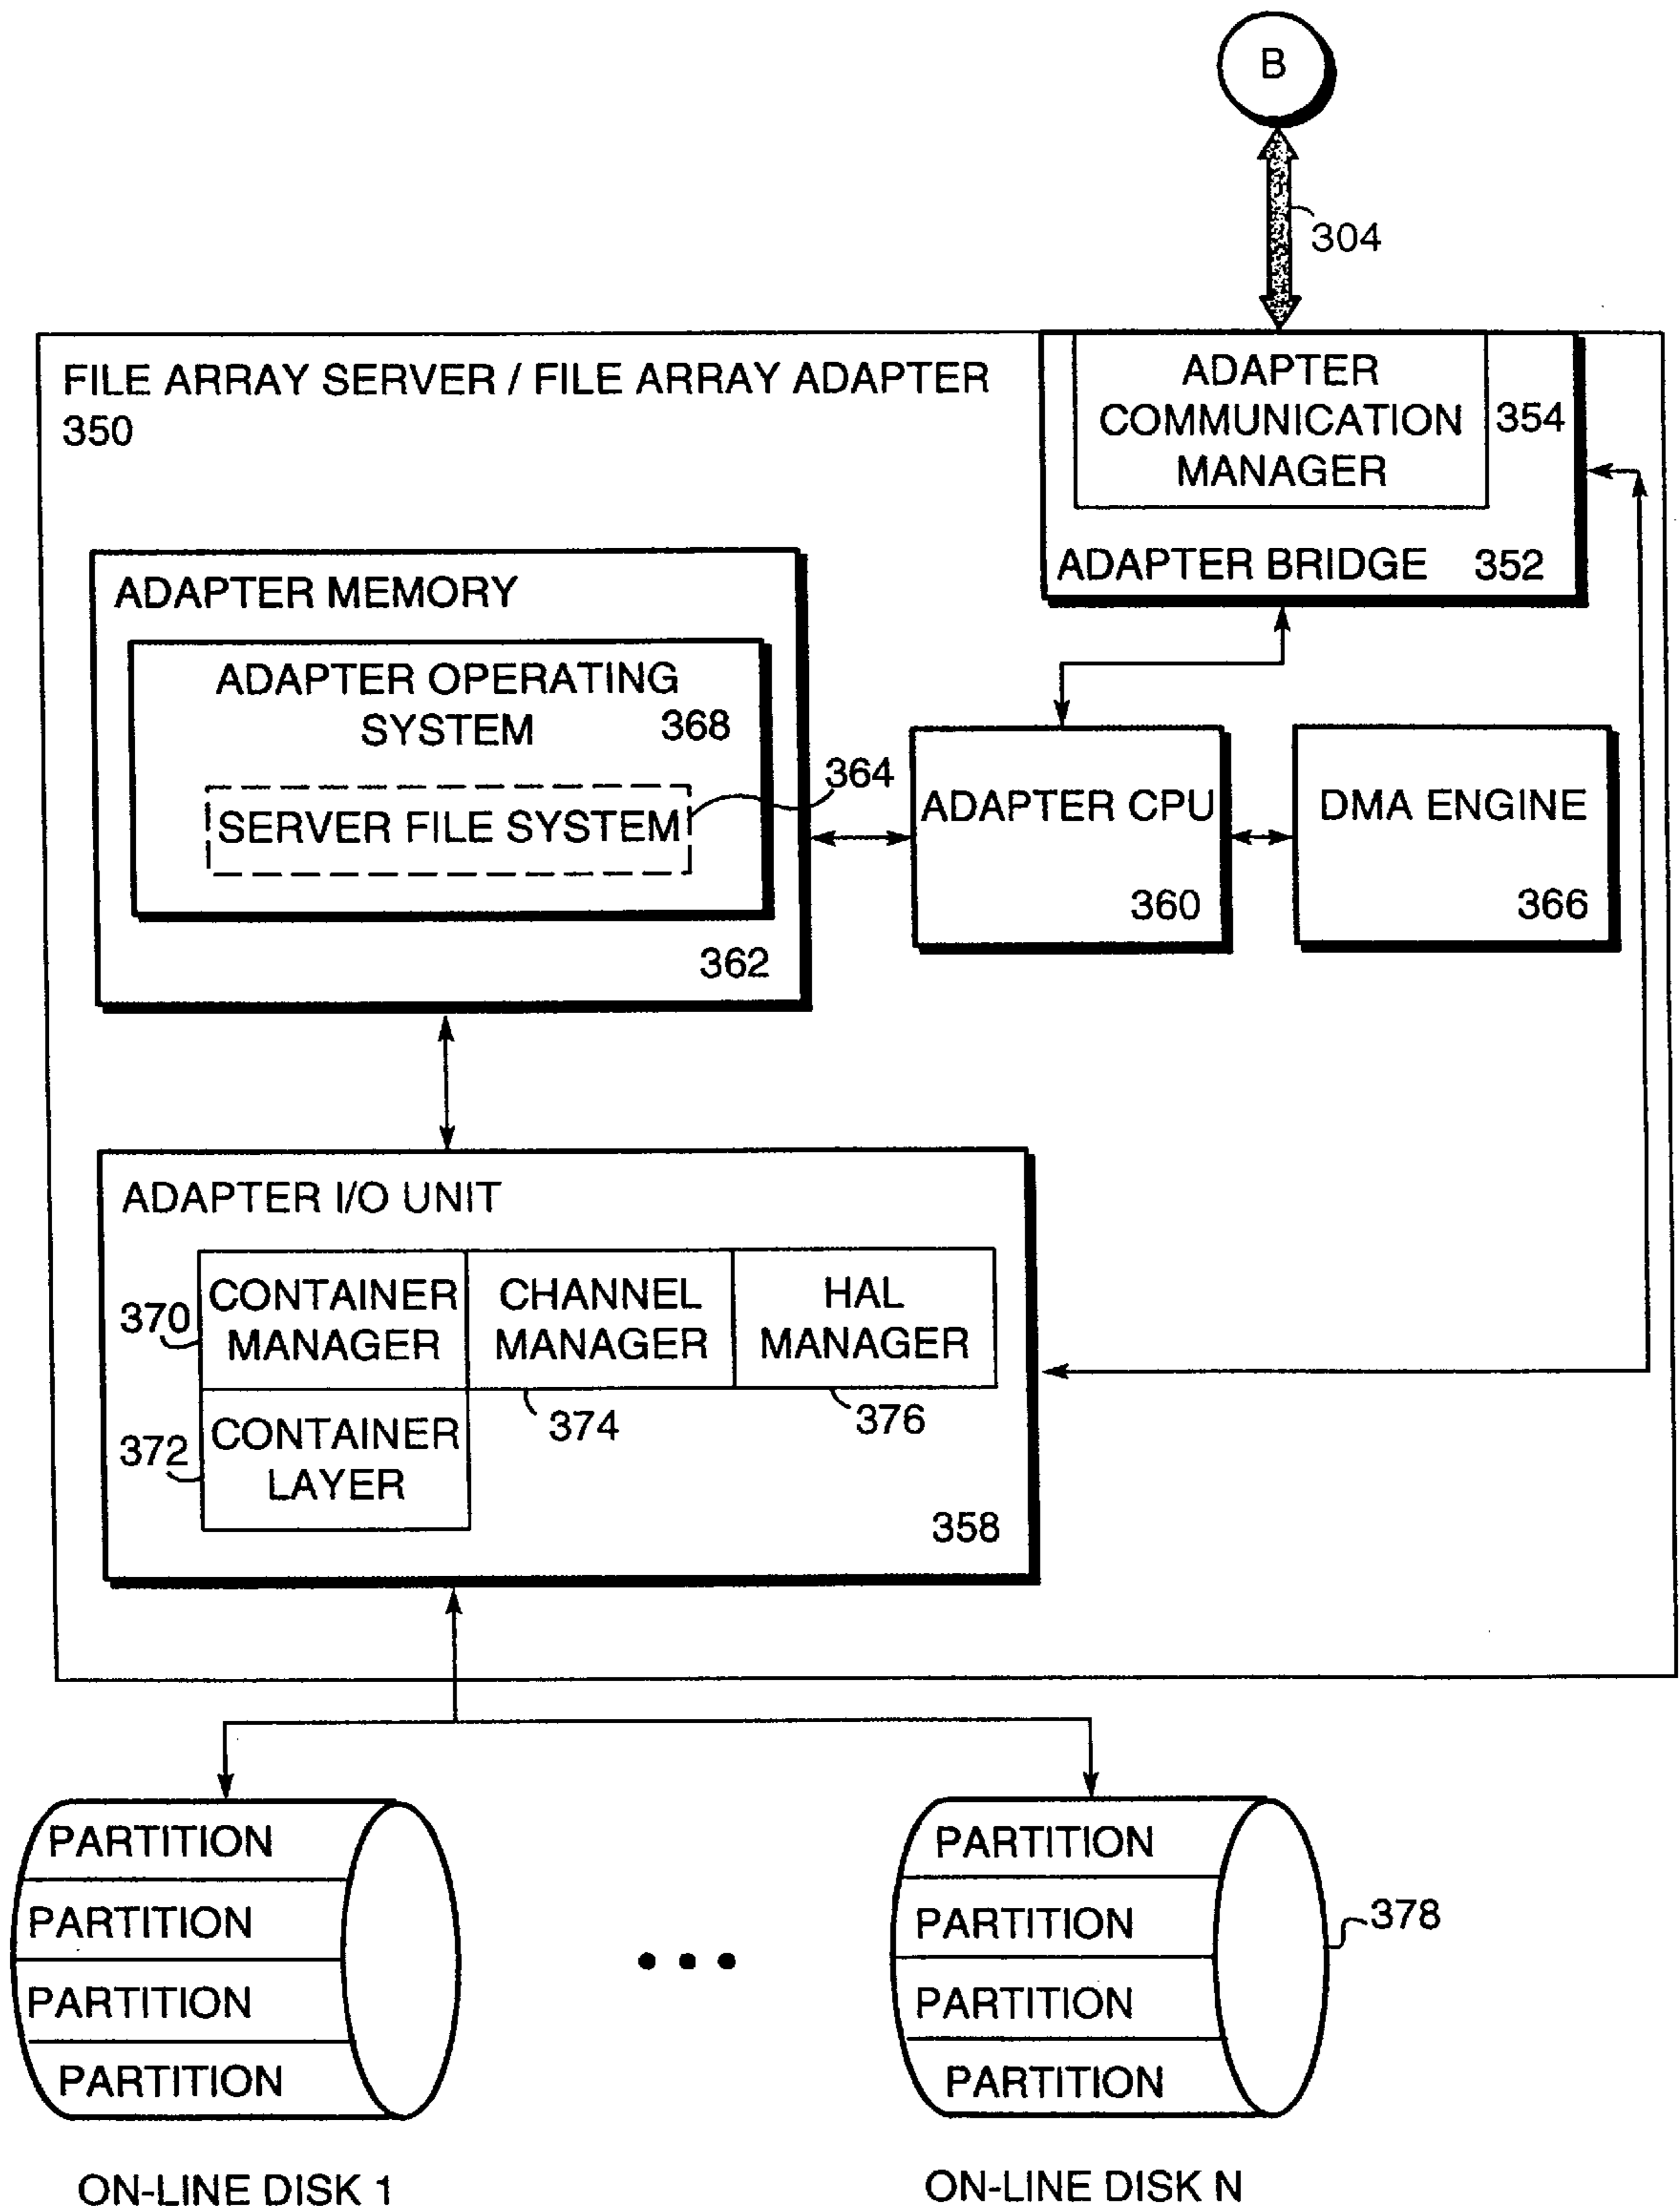 B
304
FILE ARRAY SERVER / FILE ARRAY ADAPTER
350
ADAPTER
COMMUNICATION
MANAGER
354
ADAPTER BRIDGE 352
ADAPTER MEMORY
ADAPTER OPERATING
SYSTEM 368
SERVER FILE SYSTEM
364
362
ADAPTER CPU
360
DMA ENGINE
366
ADAPTER I/O UNIT
370
CONTAINER
MANAGER
CHANNEL
MANAGER
HAL
MANAGER
374
376
372
CONTAINER
LAYER
358
PARTITION
PARTITION
PARTITION
PARTITION
ON-LINE DISK 1
PARTITION
PARTITION
PARTITION
PARTITION
378
ON-LINE DISK N